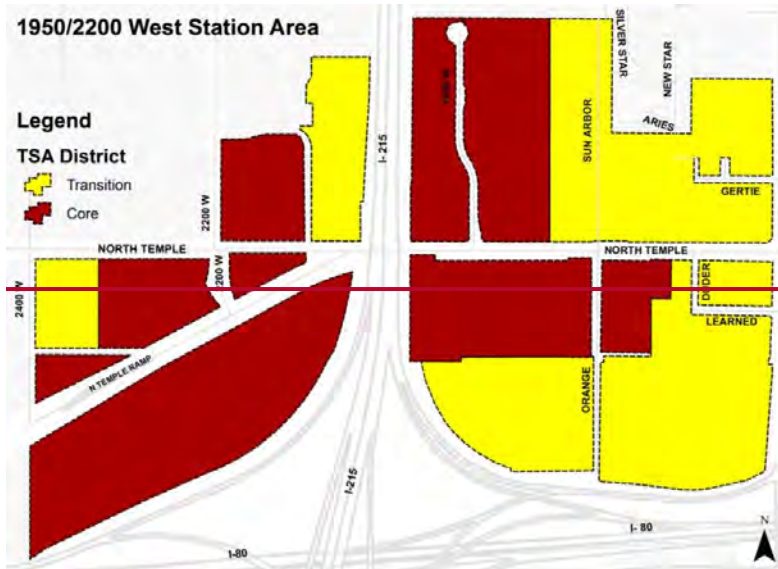 1950/2200 West Station Area
Legend
TSA District
Transition
Core
2200 W
NORTH TEMPLE
2400 W
N TEMPLE RAMP
I-215
I-80
I- 215
SILVER STAR
NEW STAR
SUN ARBOR
ARIES
GERTIE
NORTH TEMPLE
DODER
LEARNED
ORANGE
I- 80
N